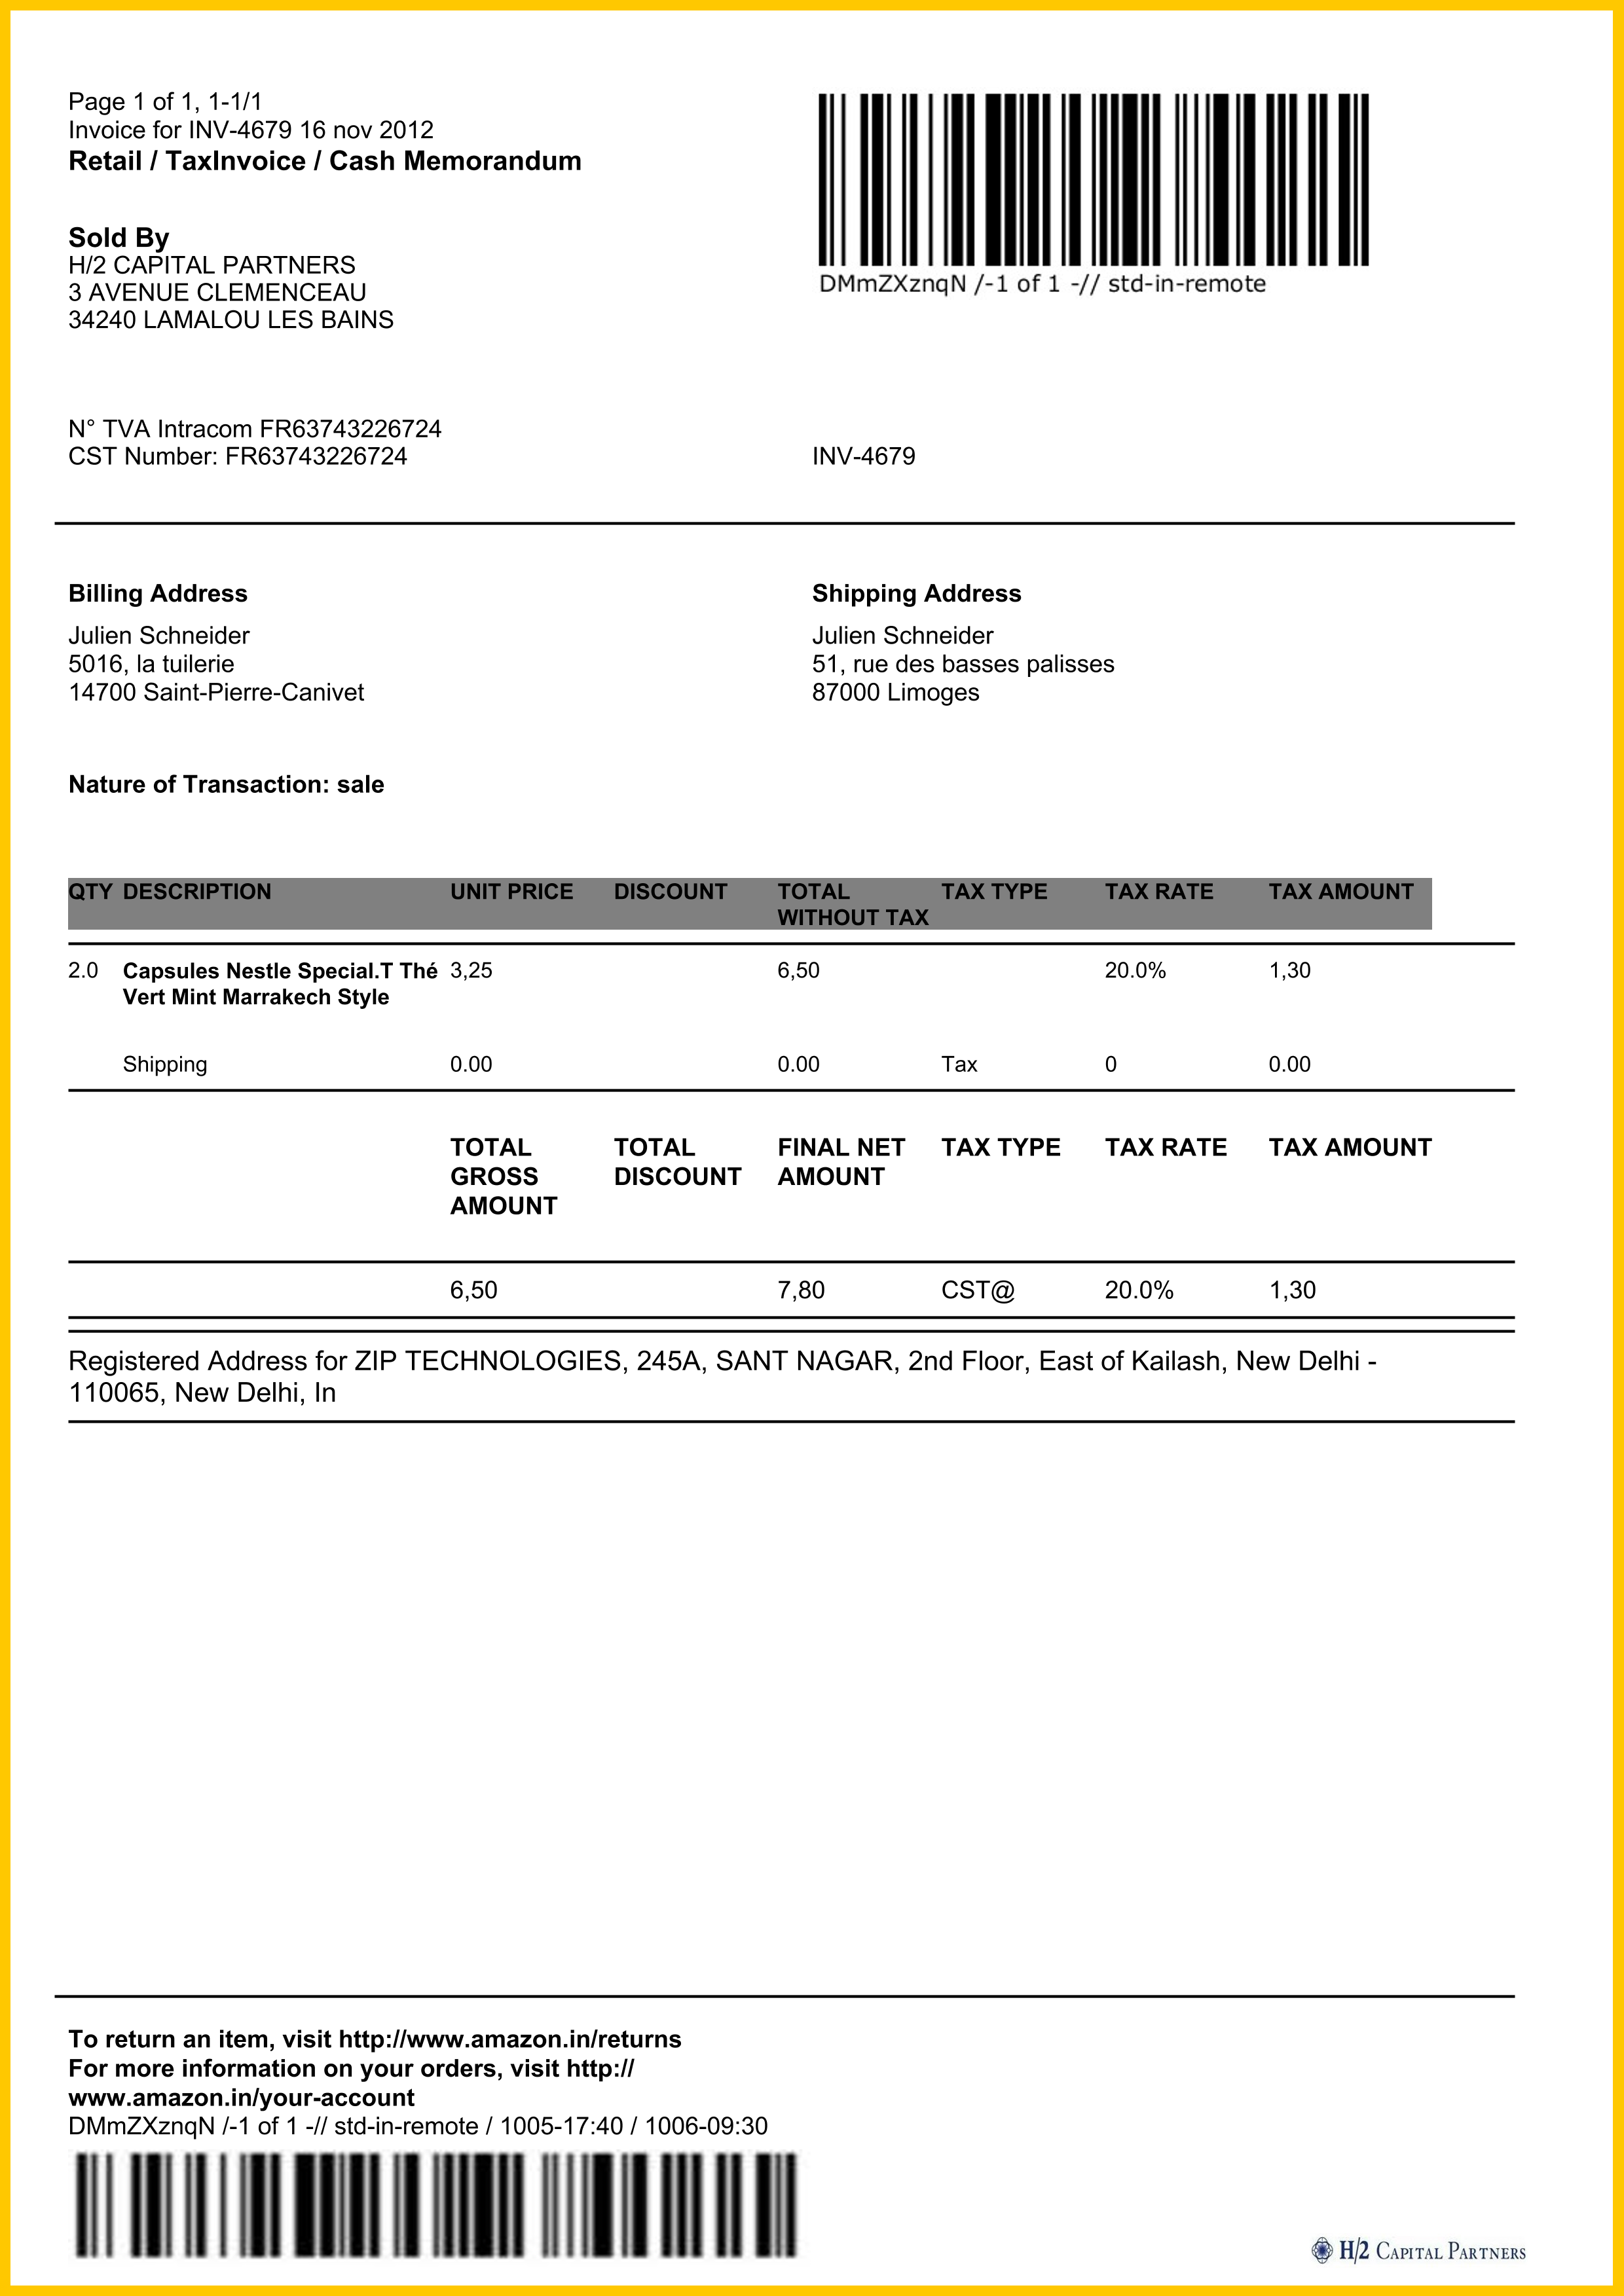 Page 1 of 1, 1-1/1
Invoice for INV-4679 16 nov 2012
Retail / TaxInvoice / Cash Memorandum
DMmZXznqN /-1 of 1 -// std-in-remote
Sold By
H/2 CAPITAL PARTNERS
3 AVENUE CLEMENCEAU
34240 LAMALOU LES BAINS
N° TVA Intracom FR63743226724
CST Number: FR63743226724
INV-4679
Billing Address
Julien Schneider
5016, la tuilerie
14700 Saint-Pierre-Canivet
Shipping Address
Julien Schneider
51, rue des basses palisses
87000 Limoges
Nature of Transaction: sale
QTY DESCRIPTION UNIT PRICE DISCOUNT TOTAL TAX TYPE TAX RATE TAX AMOUNT
WITHOUT TAX
2.0 Capsules Nestle Special.T Thé 3,25 6,50 20.0% 1,30
Vert Mint Marrakech Style
Shipping 0.00 0.00 Tax 0 0.00
TOTAL TOTAL FINAL NET TAX TYPE TAX RATE TAX AMOUNT
GROSS DISCOUNT AMOUNT
AMOUNT
6,50 7,80 CST@ 20.0% 1,30
Registered Address for ZIP TECHNOLOGIES, 245A, SANT NAGAR, 2nd Floor, East of Kailash, New Delhi -
110065, New Delhi, In
To return an item, visit http://www.amazon.in/returns
For more information on your orders, visit http://
www.amazon.in/your-account
DMmZXznqN /-1 of 1 -// std-in-remote / 1005-17:40 / 1006-09:30
H/2 CAPITAL PARTNERS